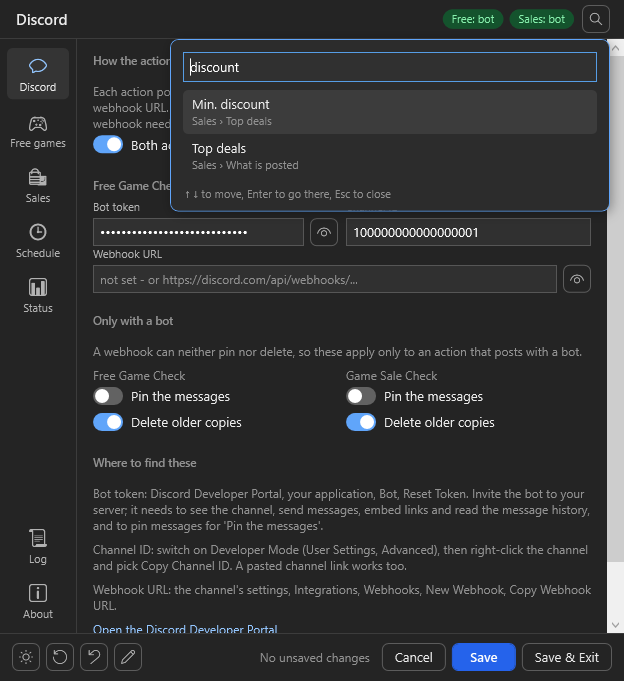 Discord
Free: bot
Sales: bot
Discord
Free games
Sales
Schedule
Status
Log
About
discount
Min. discount
Sales › Top deals
Top deals
Sales › What is posted
↑ ↓ to move, Enter to go there, Esc to close
How the action
Each action po
webhook URL.
webhook need
Both ac
Free Game Che
Bot token
••••••••••••••••••••••••••••
100000000000000001
Webhook URL
not set - or https://discord.com/api/webhooks/...
Only with a bot
A webhook can neither pin nor delete, so these apply only to an action that posts with a bot.
Free Game Check
Game Sale Check
Pin the messages
Pin the messages
Delete older copies
Delete older copies
Where to find these
Bot token: Discord Developer Portal, your application, Bot, Reset Token. Invite the bot to your
server; it needs to see the channel, send messages, embed links and read the message history,
and to pin messages for 'Pin the messages'.
Channel ID: switch on Developer Mode (User Settings, Advanced), then right-click the channel
and pick Copy Channel ID. A pasted channel link works too.
Webhook URL: the channel's settings, Integrations, Webhooks, New Webhook, Copy Webhook
URL.
Open the Discord Developer Portal
No unsaved changes
Cancel
Save
Save & Exit